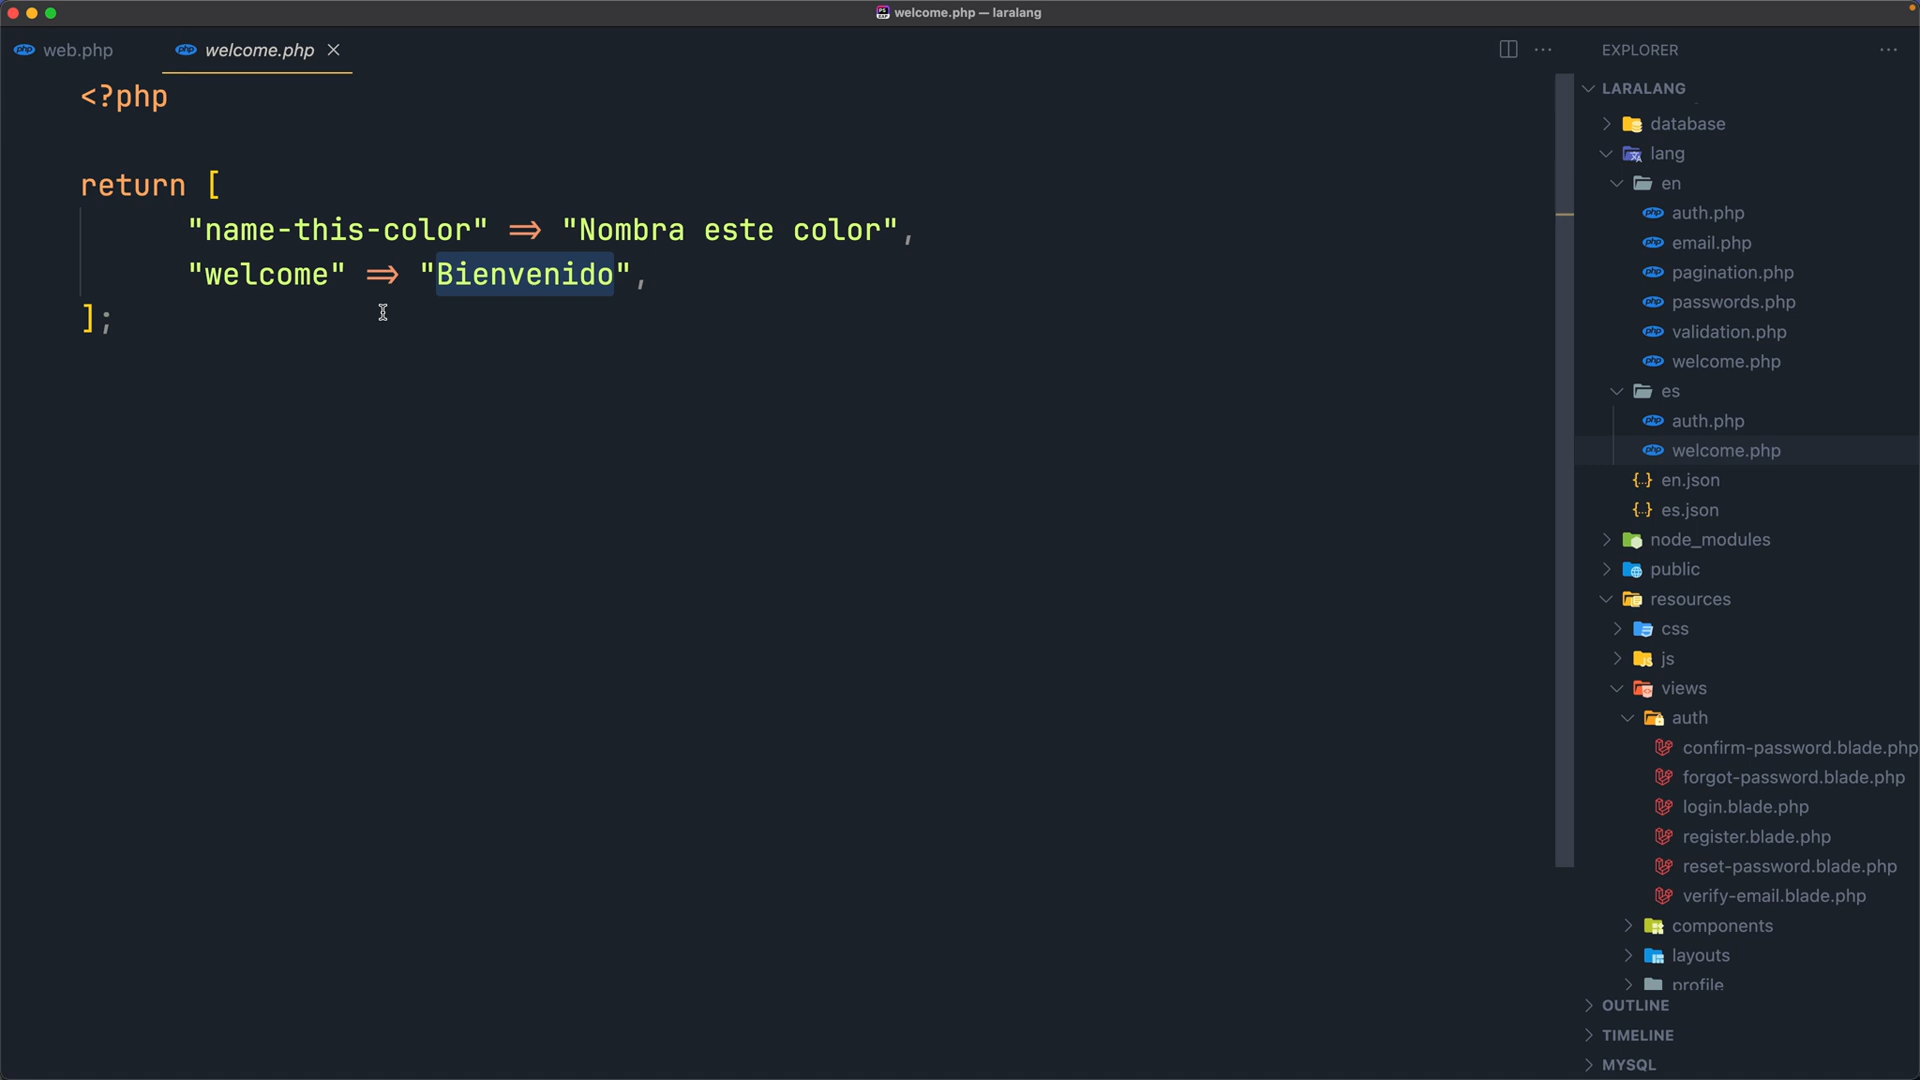 welcome.php — laralang
web.php
welcome.php
<?php
return [
"name-this-color" => "Nombra este color",
"welcome" => "Bienvenido",
];
EXPLORER
LARALANG
database
lang
en
auth.php
email.php
pagination.php
passwords.php
validation.php
welcome.php
es
auth.php
welcome.php
en.json
es.json
node_modules
public
resources
css
js
views
auth
confirm-password.blade.php
forgot-password.blade.php
login.blade.php
register.blade.php
reset-password.blade.php
verify-email.blade.php
components
layouts
profile
OUTLINE
TIMELINE
MYSQL